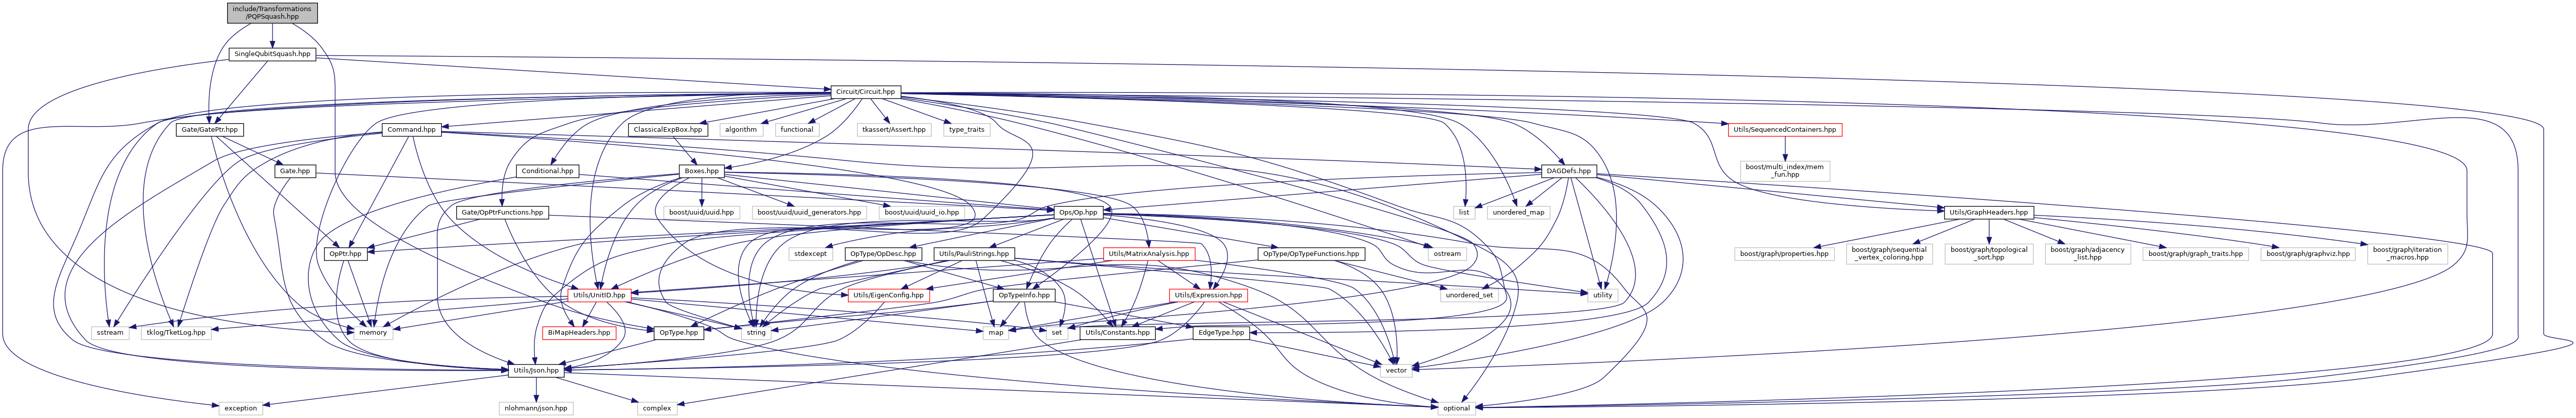 include/Transformations
/PQPSquash.hpp
SingleQubitSquash.hpp
Circuit/Circuit.hpp
Gate/GatePtr.hpp
Command.hpp
ClassicalExpBox.hpp
algorithm
functional
tkassert/Assert.hpp
type_traits
Utils/SequencedContainers.hpp
Gate.hpp
Conditional.hpp
Boxes.hpp
DAGDefs.hpp
boost/multi_index/mem
_fun.hpp
Gate/OpPtrFunctions.hpp
boost/uuid/uuid.hpp
boost/uuid/uuid_generators.hpp
boost/uuid/uuid_io.hpp
Ops/Op.hpp
list
unordered_map
Utils/GraphHeaders.hpp
OpPtr.hpp
stdexcept
OpType/OpDesc.hpp
Utils/PauliStrings.hpp
Utils/MatrixAnalysis.hpp
OpType/OpTypeFunctions.hpp
ostream
boost/graph/properties.hpp
boost/graph/sequential
_vertex_coloring.hpp
boost/graph/topological
_sort.hpp
boost/graph/adjacency
_list.hpp
boost/graph/graph_traits.hpp
boost/graph/graphviz.hpp
boost/graph/iteration
_macros.hpp
Utils/UnitID.hpp
Utils/EigenConfig.hpp
OpTypeInfo.hpp
Utils/Expression.hpp
unordered_set
utility
sstream
tklog/TketLog.hpp
memory
BiMapHeaders.hpp
OpType.hpp
string
map
set
Utils/Constants.hpp
EdgeType.hpp
Utils/Json.hpp
vector
exception
nlohmann/json.hpp
complex
optional